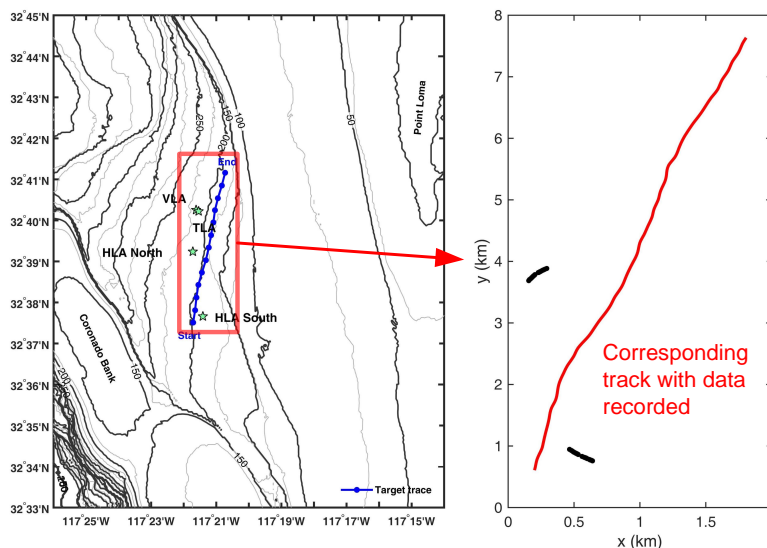 32°45'N
32°44'N
32°43'N
32°42'N
32°41'N
32°40'N
32°39'N
32°38'N
32°37'N
32°36'N
32°35'N
32°34'N
32°33'N
117°25'W
117°23'W
117°21'W
117°19'W
117°17'W
117°15'W
250
150
100
200
50
Point Loma
End
VLA
TLA
HLA North
HLA South
Start
Coronado Bank
150
200
150
Target trace
8
7
6
5
4
3
2
1
0
y (km)
0
0.5
1
1.5
x (km)
Corresponding
track with data
recorded